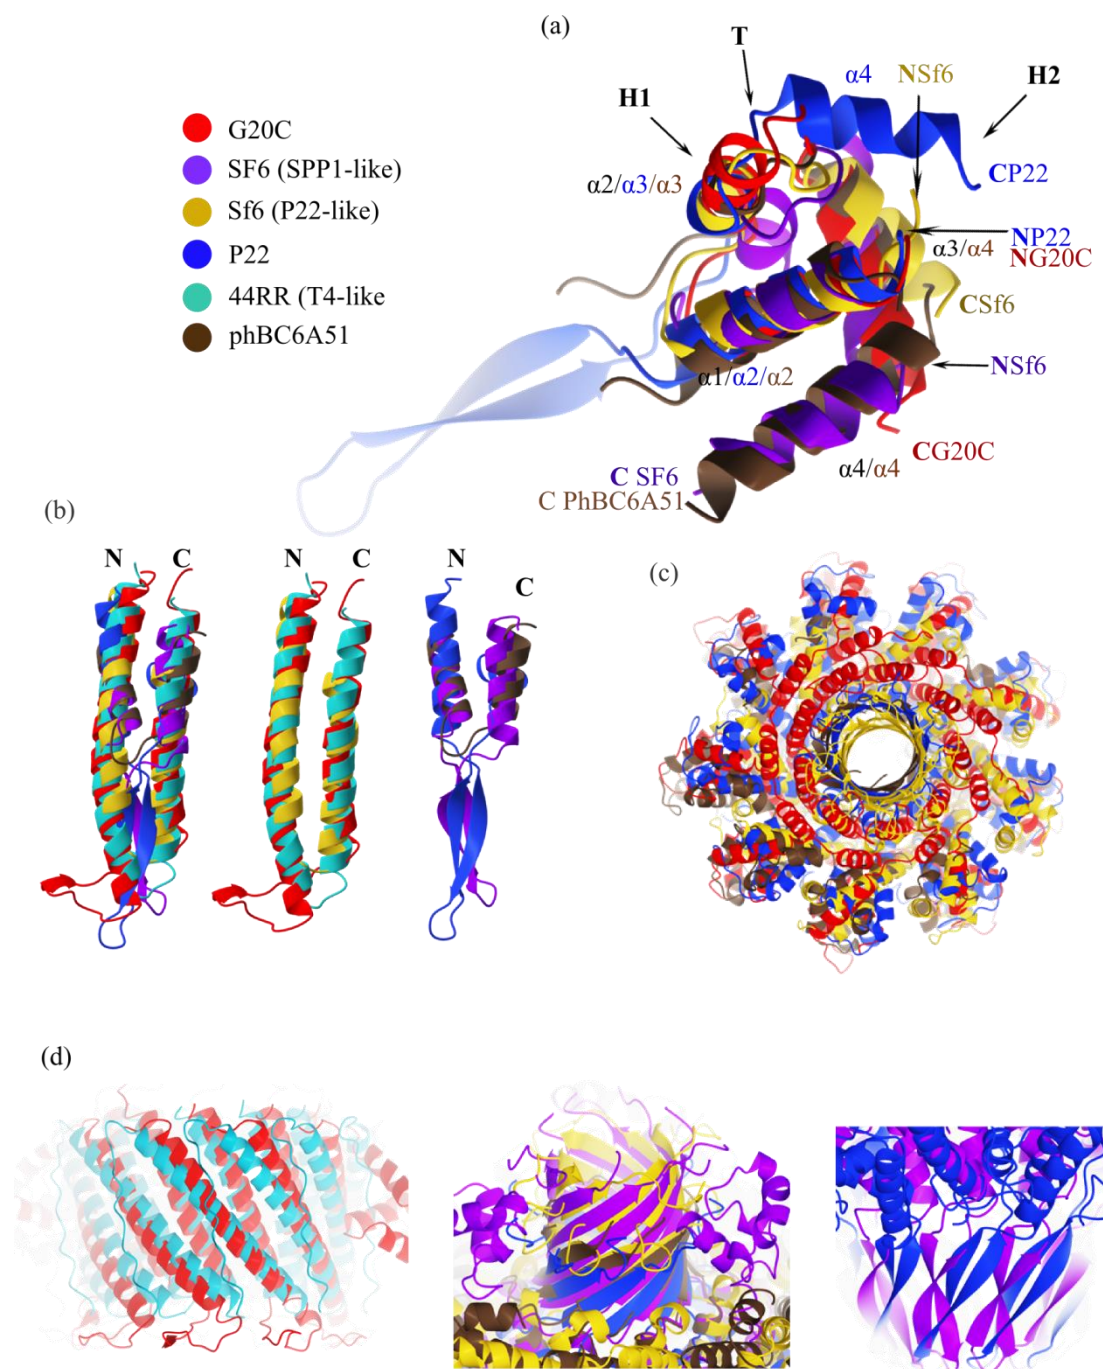 (a)
T
α4
NSf6
H2
H1
G20C
SF6 (SPP1-like)
Sf6 (P22-like)
P22
44RR (T4-like
phBC6A51
CP22
α2/α3/α3
NP22
α3/α4
NG20C
CSf6
NSf6
α1/α2/α2
CG20C
α4/α4
C SF6
C PhBC6A51
(b)
N C
N C
N
C
(c)
(d)